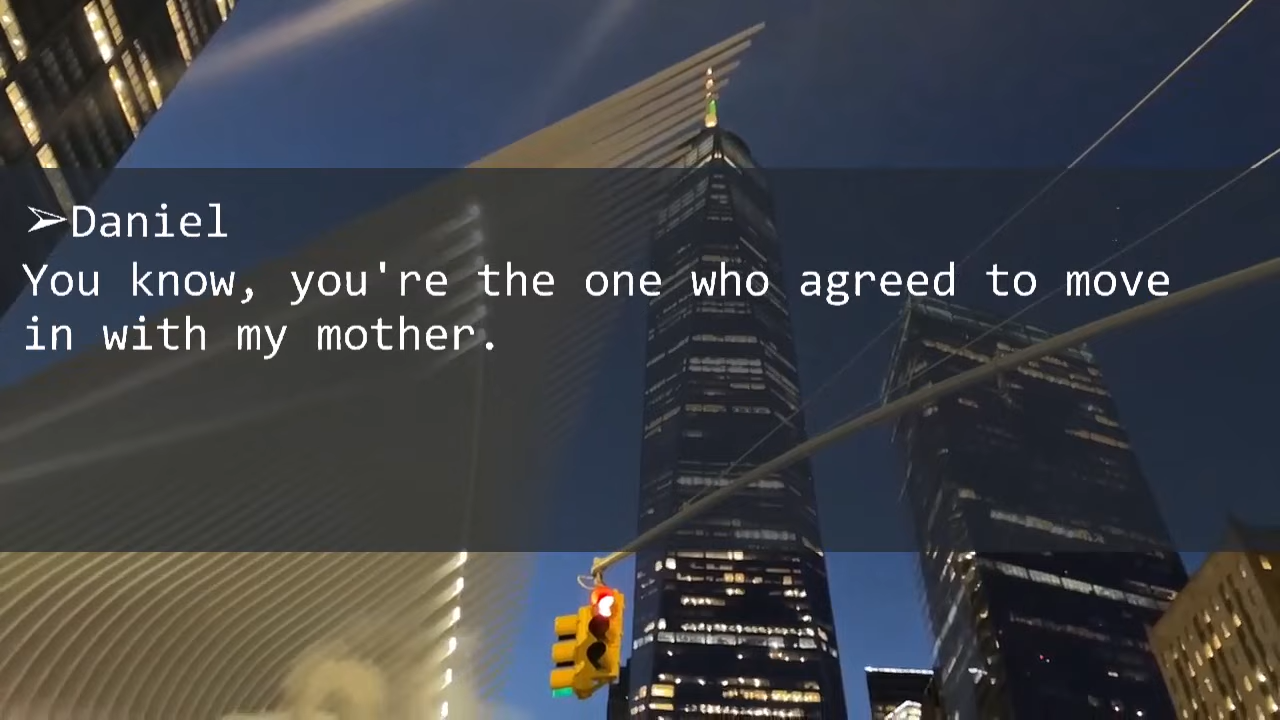 ➢Daniel
You know, you're the one who agreed to move
in with my mother.